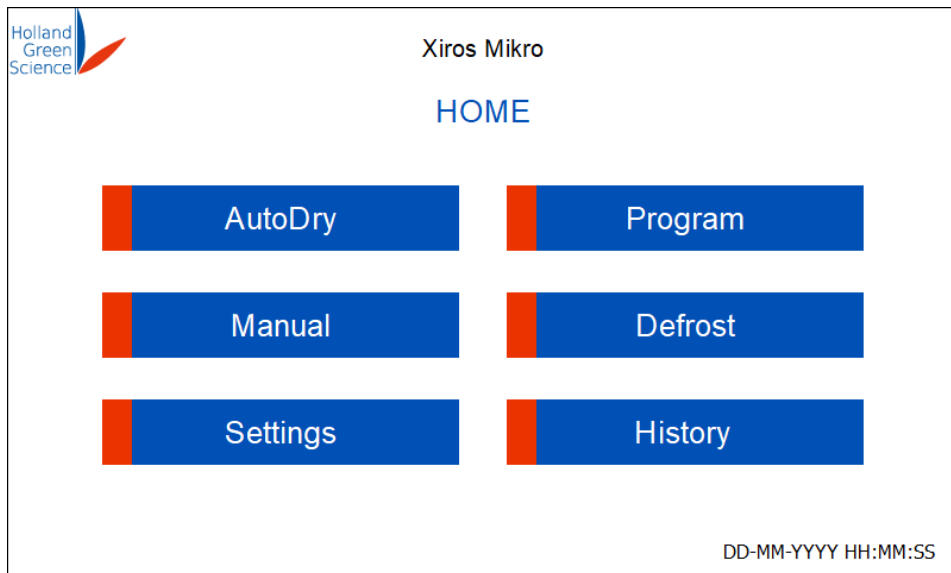 Holland
Green
Science
Xiros Mikro
HOME
AutoDry
Program
Manual
Defrost
Settings
History
DD-MM-YYYY HH:MM:SS